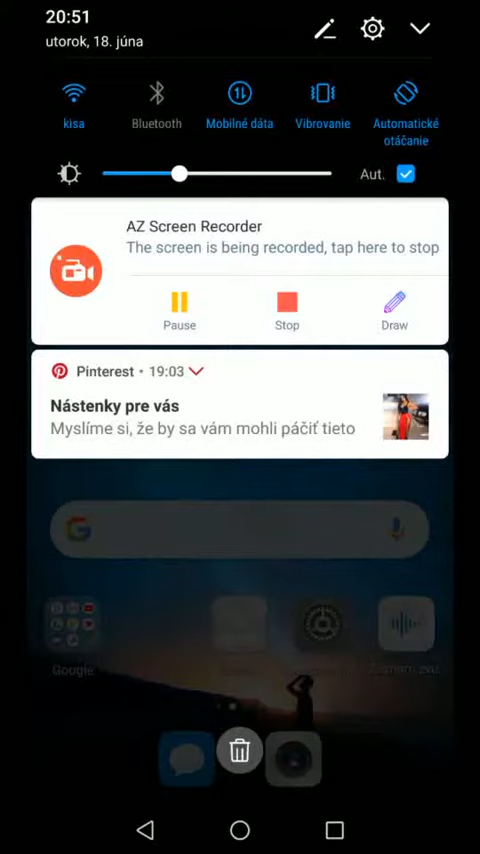 20:51
utorok, 18. júna
kisa
Bluetooth
Mobilné dáta
Vibrovanie
Automatické
otáčanie
Aut.
AZ Screen Recorder
The screen is being recorded, tap here to stop
Pause
Stop
Draw
Pinterest • 19:03
Nástenky pre vás
Myslíme si, že by sa vám mohli páčiť tieto
Google